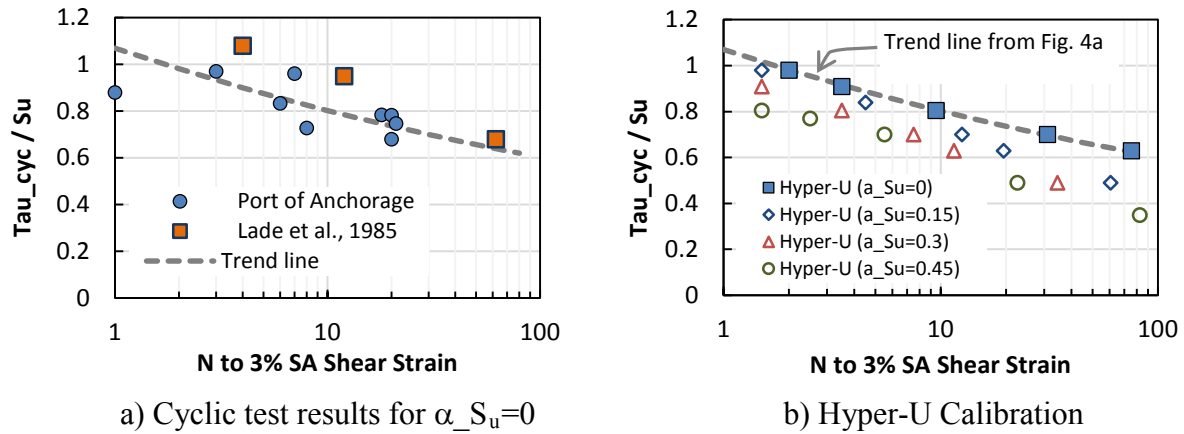 1.2
1
0.8
0.6
0.4
0.2
0
Tau_cyc / Su
Port of Anchorage
Lade et al., 1985
Trend line
1
10
100
N to 3% SA Shear Strain
a) Cyclic test results for α_Sᵤ=0
1.2
1
0.8
0.6
0.4
0.2
0
Tau_cyc / Su
Trend line from Fig. 4a
Hyper-U (a_Su=0)
Hyper-U (a_Su=0.15)
Hyper-U (a_Su=0.3)
Hyper-U (a_Su=0.45)
1
10
100
N to 3% SA Shear Strain
b) Hyper-U Calibration